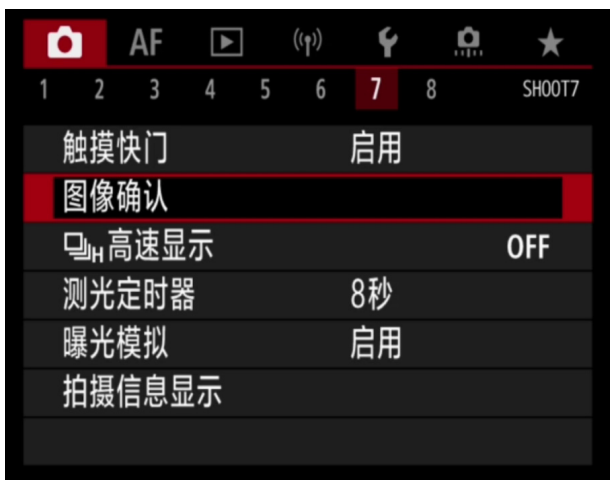 AF
1 2 3 4 5 6 7 8 SHOOT7
触摸快门 启用
图像确认
H高速显示 OFF
测光定时器 8秒
曝光模拟 启用
拍摄信息显示